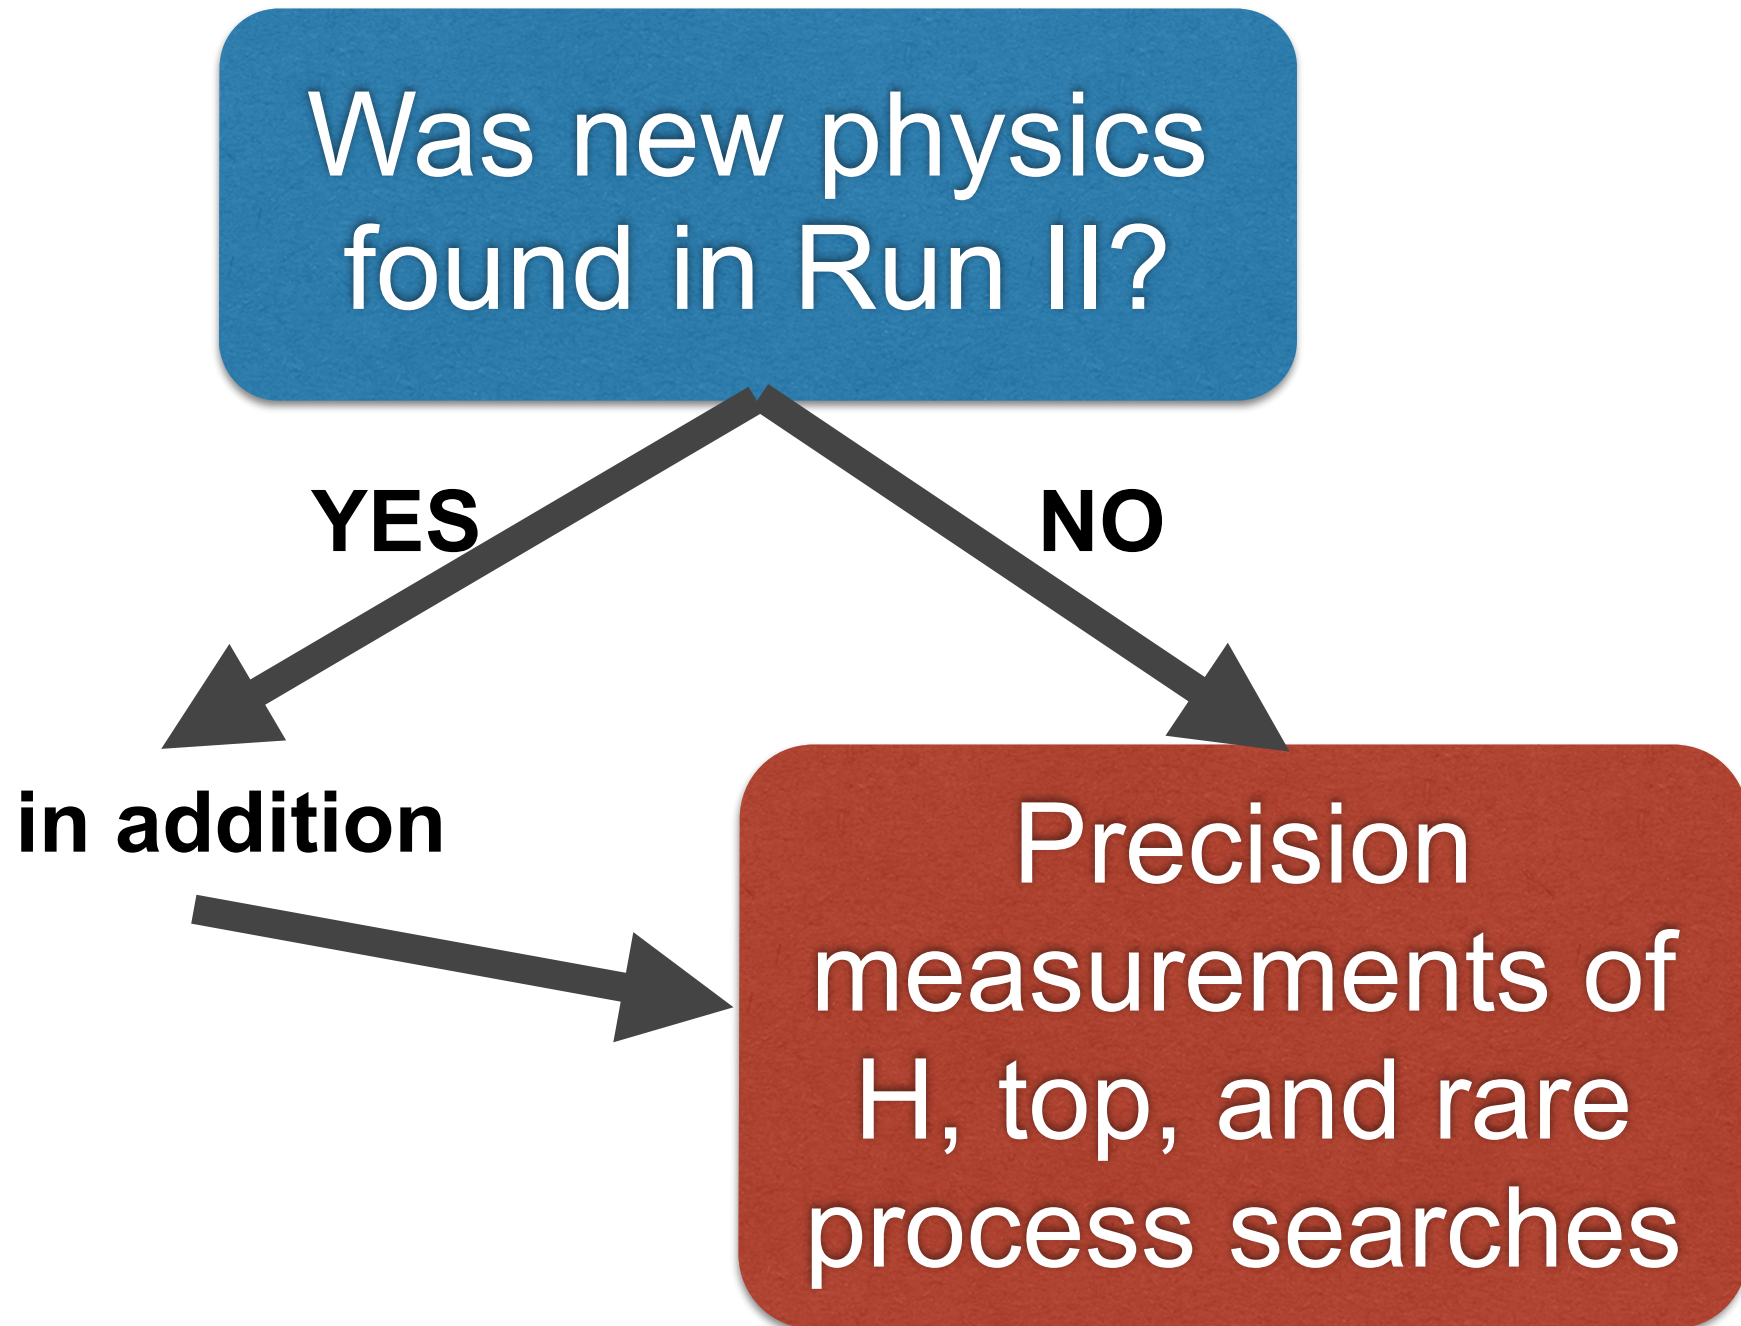 Was new physics
found in Run II?
YES
NO
in addition
Precision
measurements of
H, top, and rare
process searches